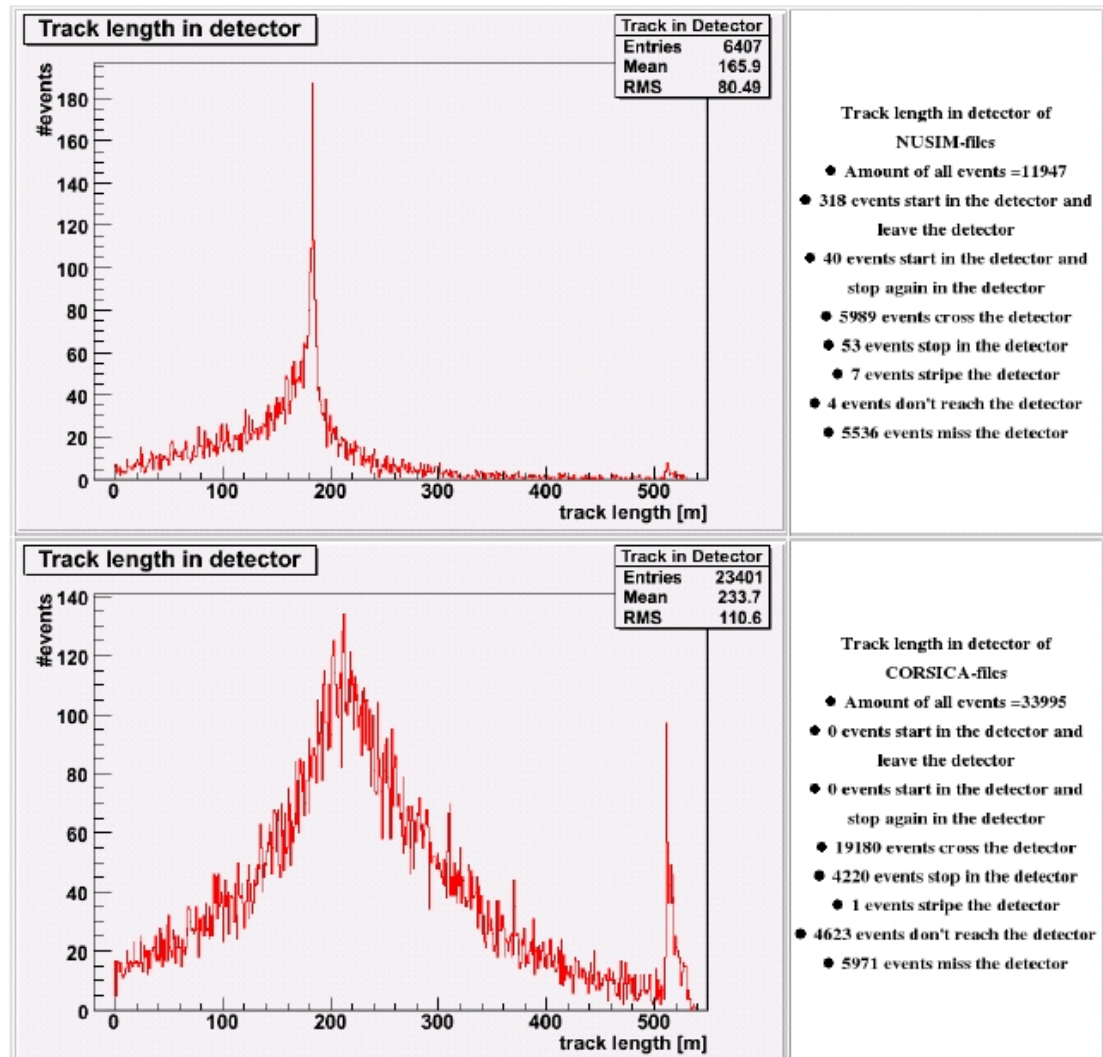 Track length in detector
Track in Detector
Entries 6407
Mean 165.9
RMS 80.49
#events
180
160
140
120
100
80
60
40
20
0
0 100 200 300 400 500
track length [m]
Track length in detector of
NUSIM-files
● Amount of all events =11947
● 318 events start in the detector and
leave the detector
● 40 events start in the detector and
stop again in the detector
● 5989 events cross the detector
● 53 events stop in the detector
● 7 events stripe the detector
● 4 events don't reach the detector
● 5536 events miss the detector
Track length in detector
Track in Detector
Entries 23401
Mean 233.7
RMS 110.6
#events
140
120
100
80
60
40
20
0
0 100 200 300 400 500
track length [m]
Track length in detector of
CORSICA-files
● Amount of all events =33995
● 0 events start in the detector and
leave the detector
● 0 events start in the detector and
stop again in the detector
● 19180 events cross the detector
● 4220 events stop in the detector
● 1 events stripe the detector
● 4623 events don't reach the detector
● 5971 events miss the detector